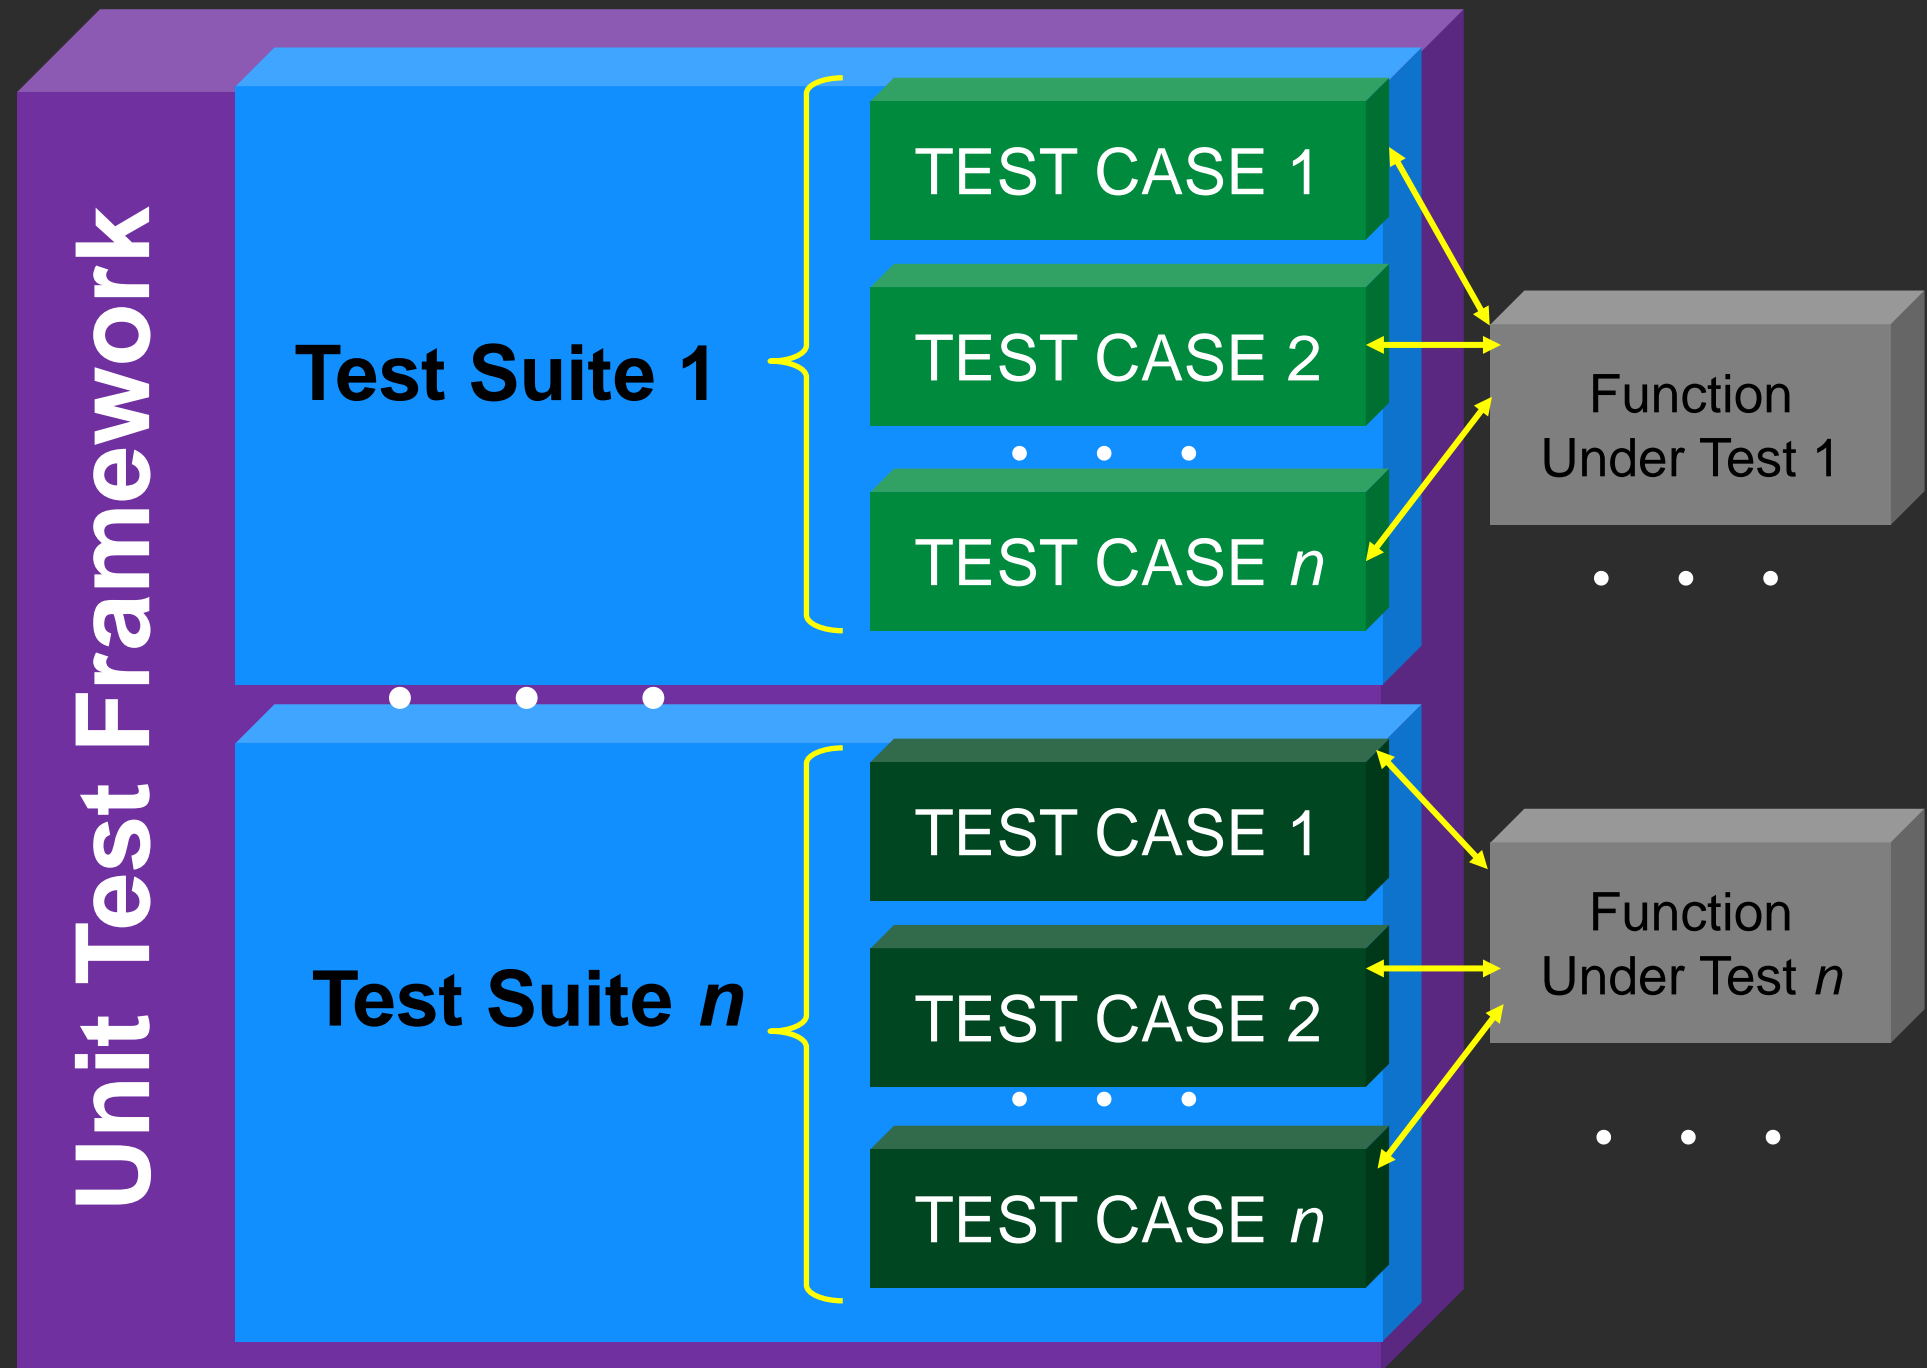 Unit Test Framework
Test Suite 1
TEST CASE 1
TEST CASE 2
. . .
TEST CASE n
Function
Under Test 1
. . .
. . .
Test Suite n
TEST CASE 1
TEST CASE 2
. . .
TEST CASE n
Function
Under Test n
. . .